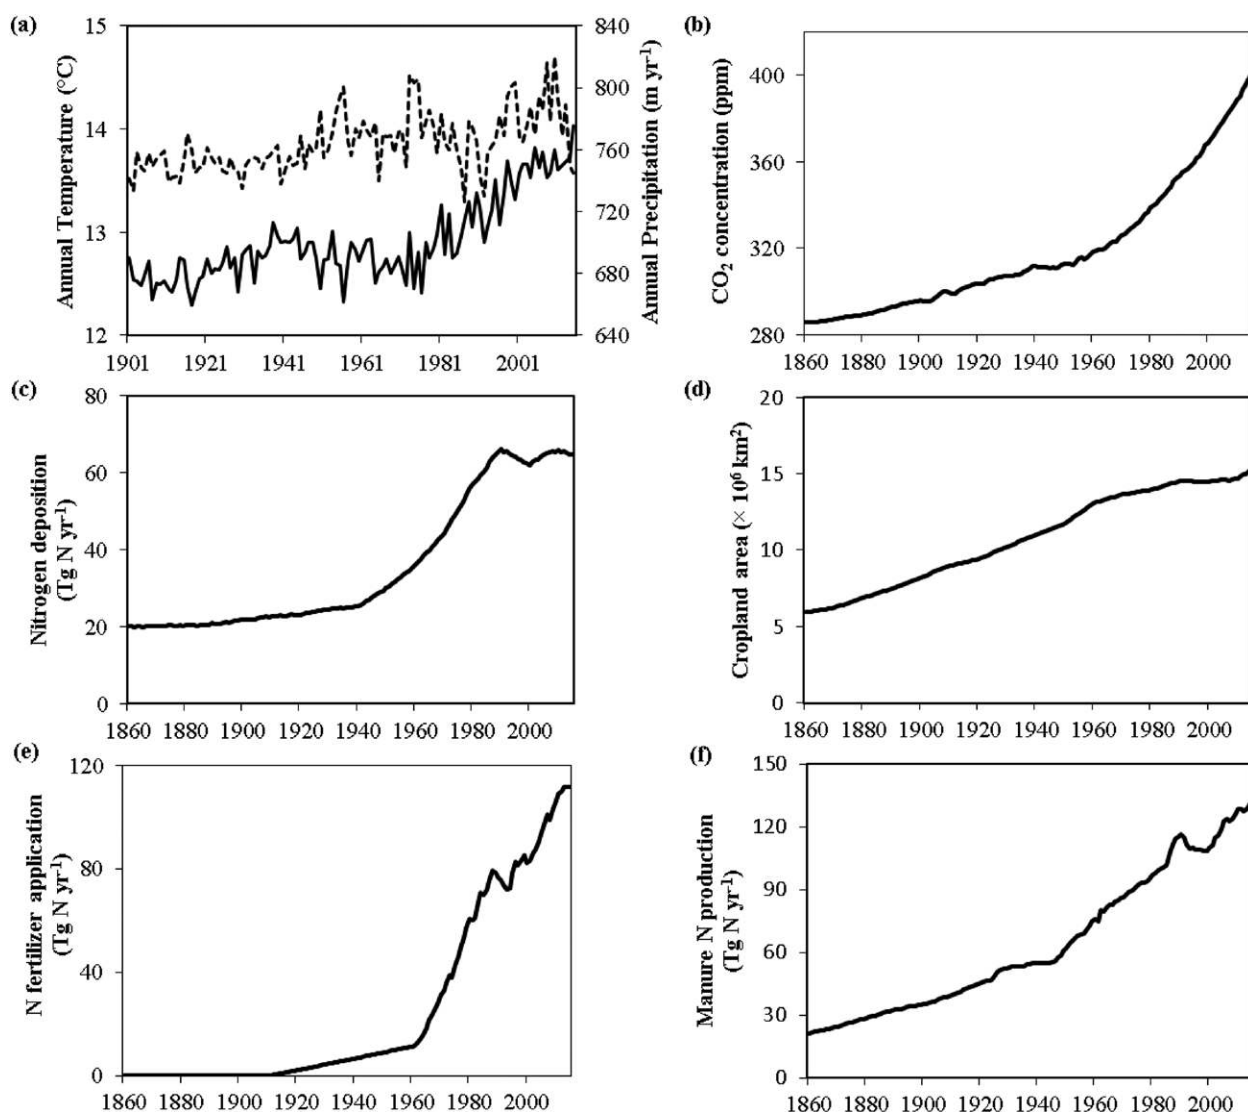 (a)
15
14
13
12
Annual Temperature (°C)
840
800
760
720
680
640
Annual Precipitation (m yr⁻¹)
1901 1921 1941 1961 1981 2001
(b)
400
360
320
280
CO₂ concentration (ppm)
1860 1880 1900 1920 1940 1960 1980 2000
(c)
80
60
40
20
0
Nitrogen deposition
(Tg N yr⁻¹)
1860 1880 1900 1920 1940 1960 1980 2000
(d)
20
15
10
5
0
Cropland area (× 10⁶ km²)
1860 1880 1900 1920 1940 1960 1980 2000
(e)
120
80
40
0
N fertilizer application
(Tg N yr⁻¹)
1860 1880 1900 1920 1940 1960 1980 2000
(f)
150
120
90
60
30
0
Manure N production
(Tg N yr⁻¹)
1860 1880 1900 1920 1940 1960 1980 2000